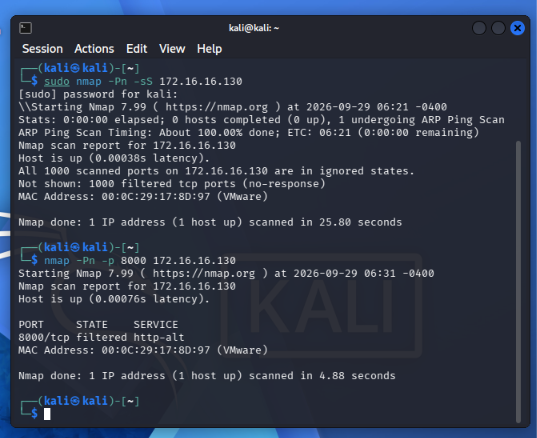 kali@kali: ~
Session Actions Edit View Help
┌──(kali㉿kali)-[~]
└─$ sudo nmap -Pn -sS 172.16.16.130
[sudo] password for kali:
\\Starting Nmap 7.99 ( https://nmap.org ) at 2026-09-29 06:21 -0400
Stats: 0:00:00 elapsed; 0 hosts completed (0 up), 1 undergoing ARP Ping Scan
ARP Ping Scan Timing: About 100.00% done; ETC: 06:21 (0:00:00 remaining)
Nmap scan report for 172.16.16.130
Host is up (0.00038s latency).
All 1000 scanned ports on 172.16.16.130 are in ignored states.
Not shown: 1000 filtered tcp ports (no-response)
MAC Address: 00:0C:29:17:8D:97 (VMware)
Nmap done: 1 IP address (1 host up) scanned in 25.80 seconds
┌──(kali㉿kali)-[~]
└─$ nmap -Pn -p 8000 172.16.16.130
Starting Nmap 7.99 ( https://nmap.org ) at 2026-09-29 06:31 -0400
Nmap scan report for 172.16.16.130
Host is up (0.00076s latency).
PORT STATE SERVICE
8000/tcp filtered http-alt
MAC Address: 00:0C:29:17:8D:97 (VMware)
Nmap done: 1 IP address (1 host up) scanned in 4.88 seconds
┌──(kali㉿kali)-[~]
└─$
KALI